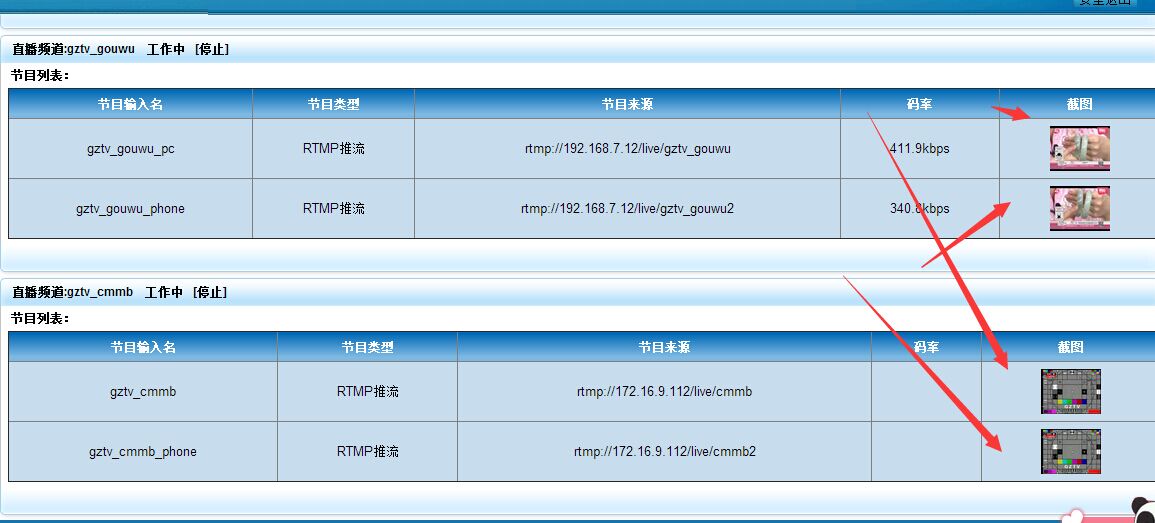 安全退出
直播频道:gztv_gouwu 工作中 [停止]
节目列表：
节目输入名 节目类型 节目来源 码率 截图
gztv_gouwu_pc RTMP推流 rtmp://192.168.7.12/live/gztv_gouwu 411.9kbps
gztv_gouwu_phone RTMP推流 rtmp://192.168.7.12/live/gztv_gouwu2 340.8kbps
直播频道:gztv_cmmb 工作中 [停止]
节目列表：
节目输入名 节目类型 节目来源 码率 截图
gztv_cmmb RTMP推流 rtmp://172.16.9.112/live/cmmb
GZTV
gztv_cmmb_phone RTMP推流 rtmp://172.16.9.112/live/cmmb2
GZTV